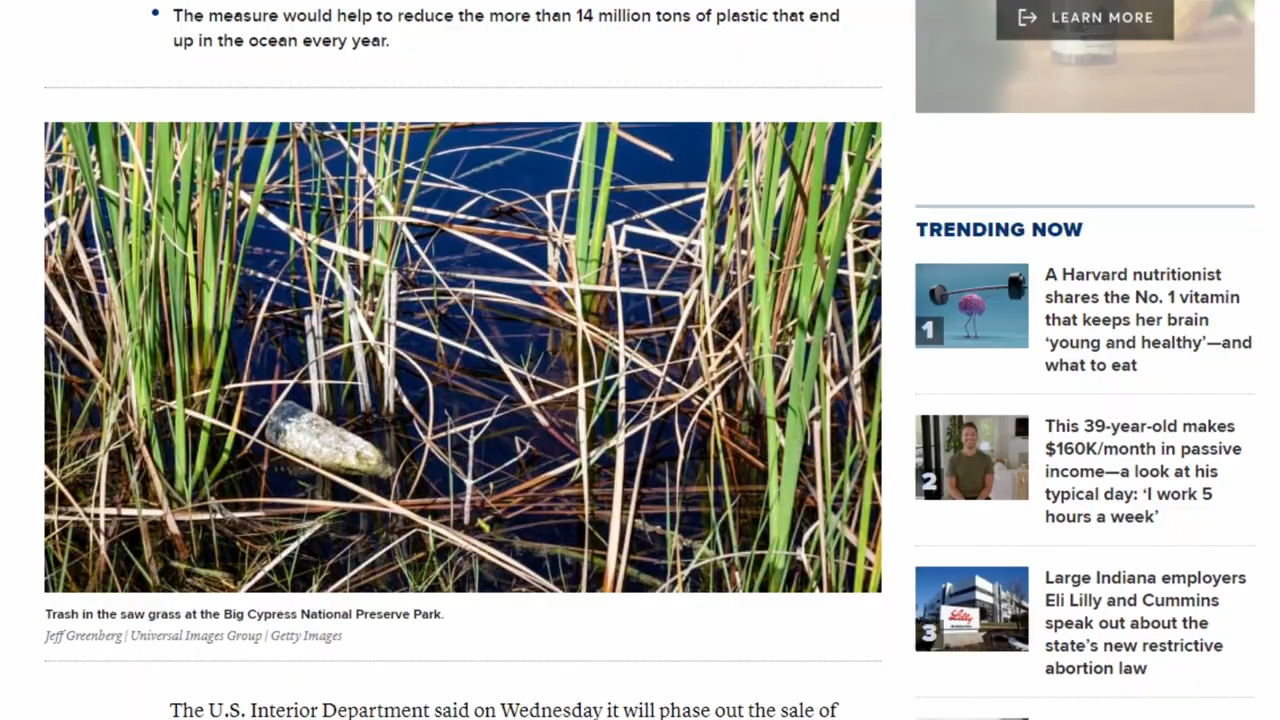 The measure would help to reduce the more than 14 million tons of plastic that end
up in the ocean every year.
LEARN MORE
Trash in the saw grass at the Big Cypress National Preserve Park.
Jeff Greenberg | Universal Images Group | Getty Images
The U.S. Interior Department said on Wednesday it will phase out the sale of
TRENDING NOW
1
A Harvard nutritionist
shares the No. 1 vitamin
that keeps her brain
‘young and healthy’—and
what to eat
2
This 39-year-old makes
$160K/month in passive
income—a look at his
typical day: ‘I work 5
hours a week’
3
Lilly
Large Indiana employers
Eli Lilly and Cummins
speak out about the
state’s new restrictive
abortion law